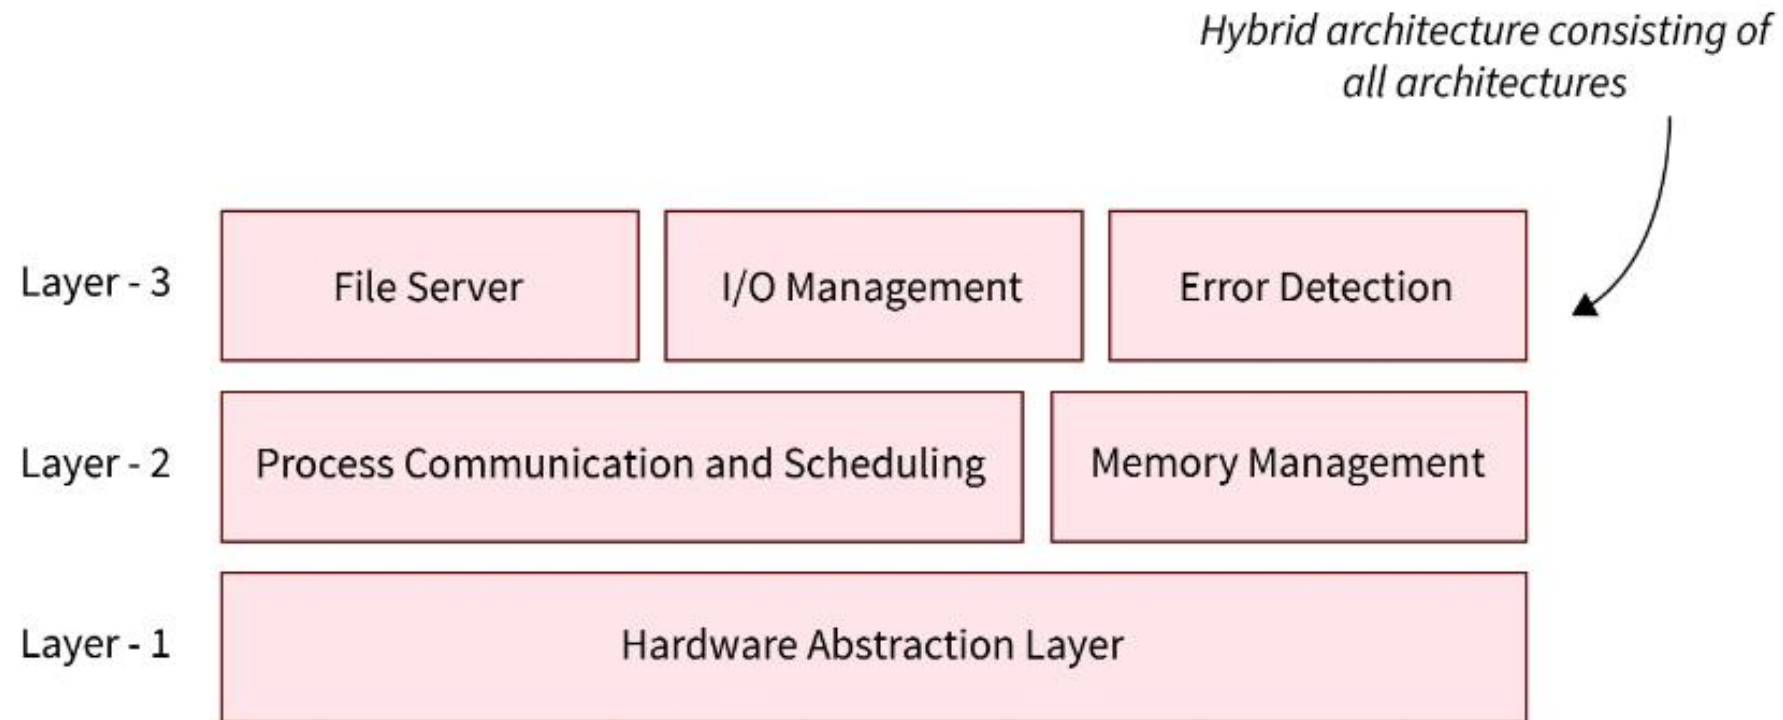 Hybrid architecture consisting of
all architectures
Layer - 3
File Server
I/O Management
Error Detection
Layer - 2
Process Communication and Scheduling
Memory Management
Layer - 1
Hardware Abstraction Layer